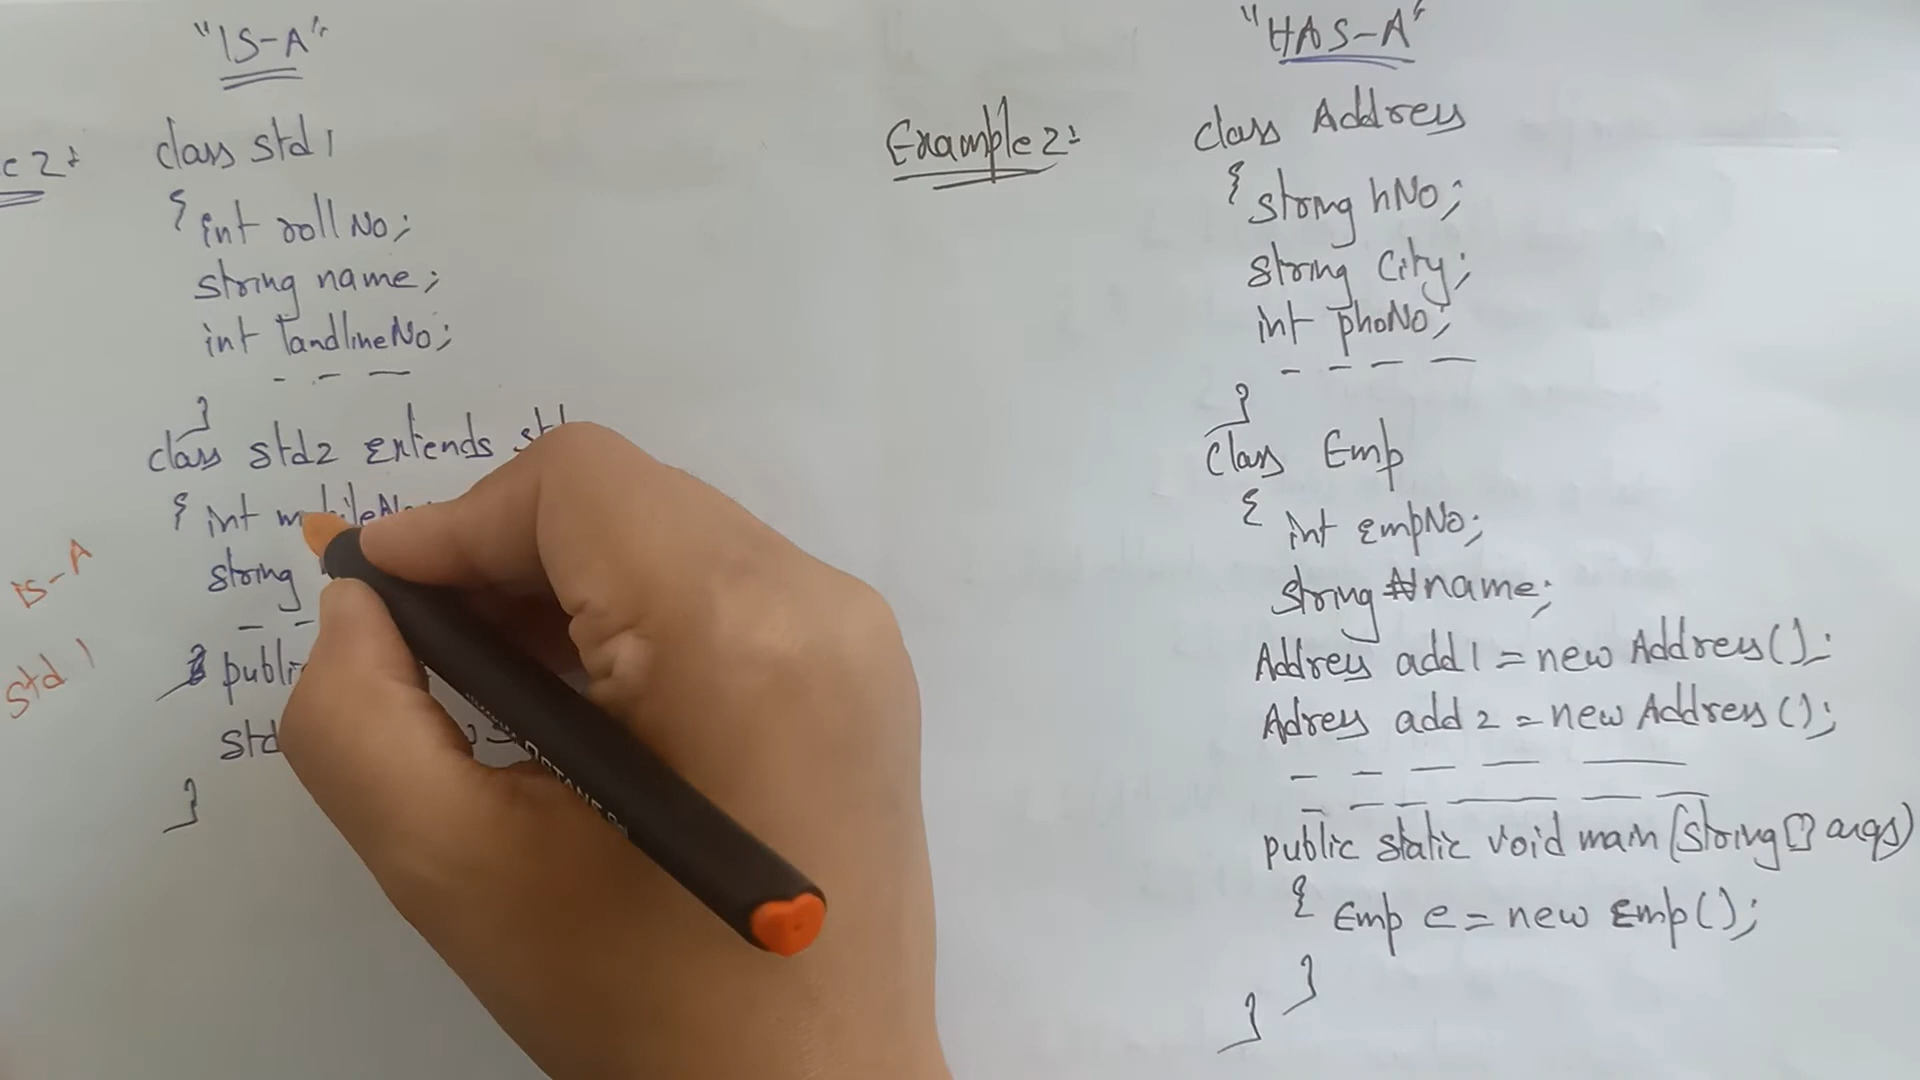 "IS-A"
2:
class std1
{ int rollNo;
string name;
int landlineNo;
- - -
}
class std2 extends
{ int
string
- -
} public
std
}
IS-A
std1
"HAS-A"
Example 2:
class Address
{ string hNo;
string City;
int phoNo;
- - - -
}
class Emp
{ int empNo;
string name;
Address add1 = new Address();
Adress add2 = new Address();
- - - - -
- - - - - -
public static void main (string [] args)
{ Emp e = new Emp();
}
}